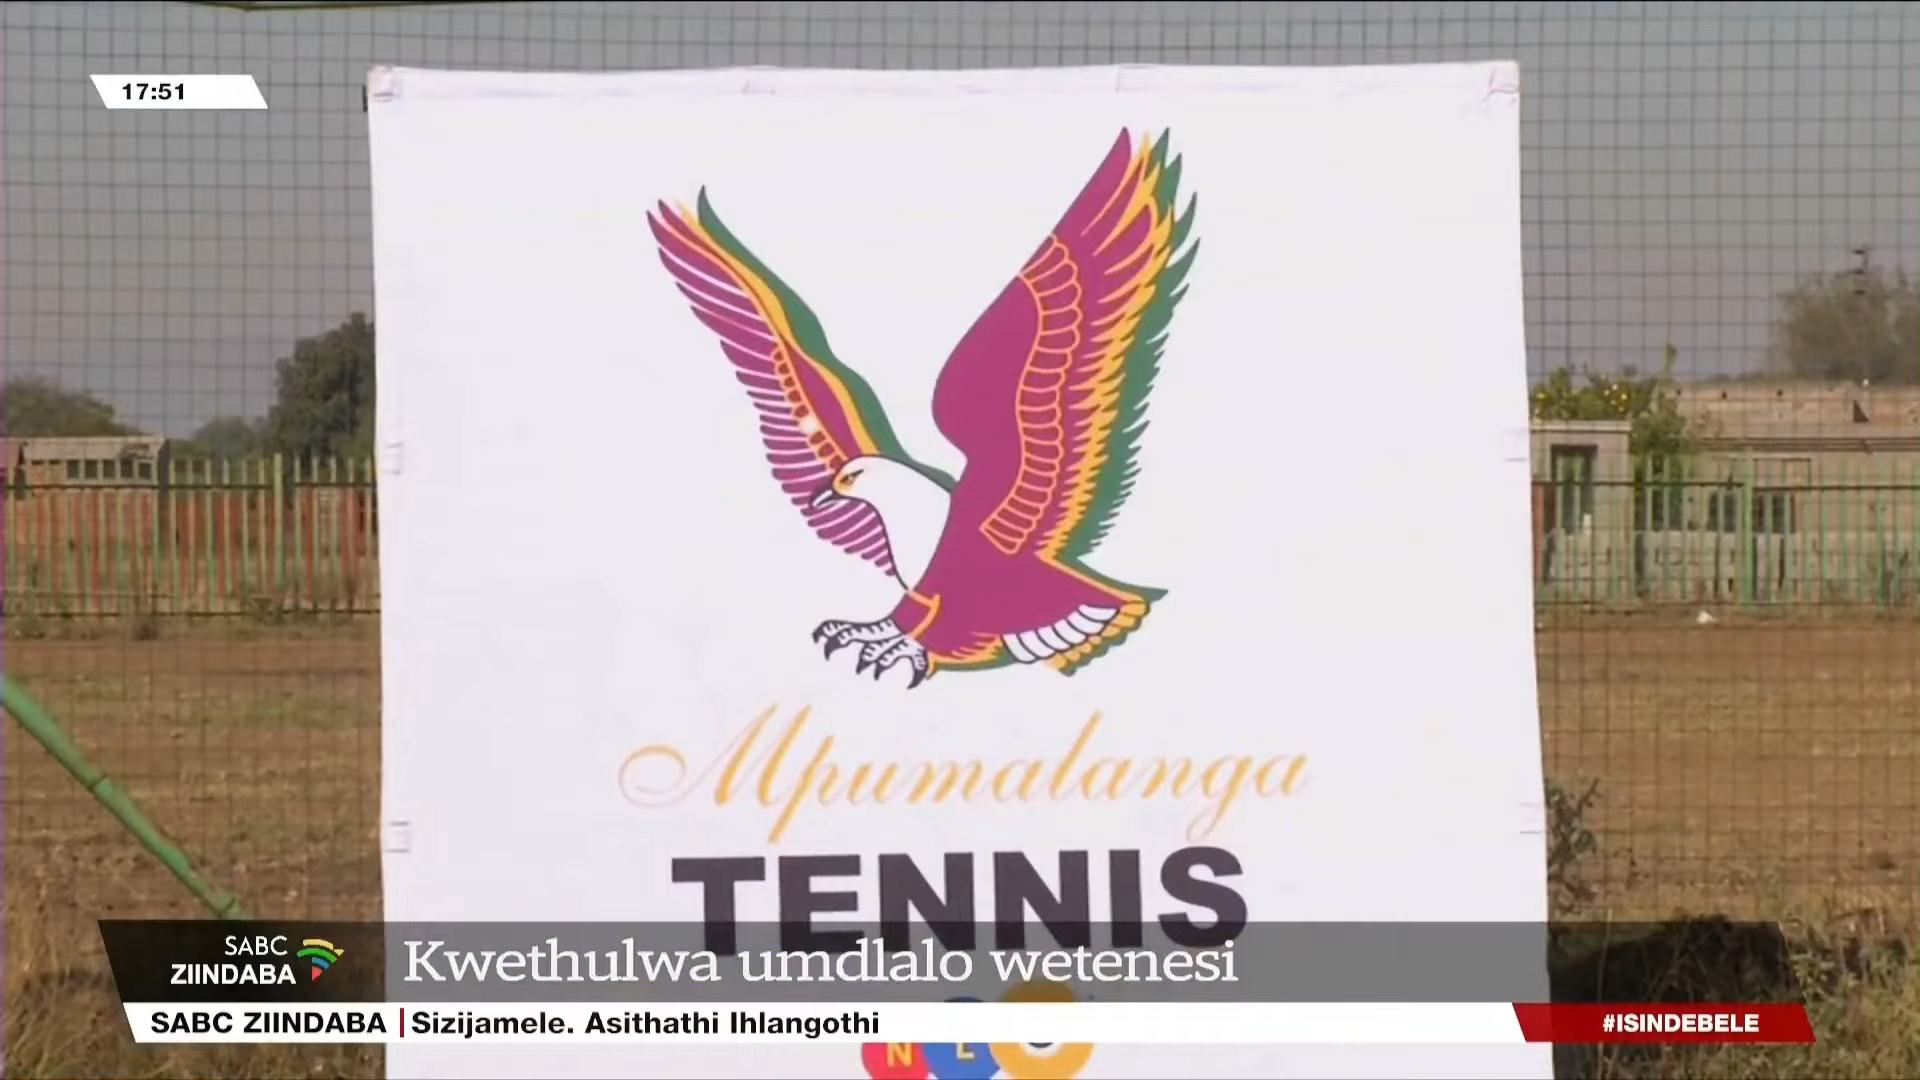 17:51
Mpumalanga
TENNIS
SABC
ZIINDABA
Kwethulwa umdlalo wetenesi
SABC ZIINDABA
Sizijamele. Asithathi Ihlangothi
#ISINDEBELE
N L